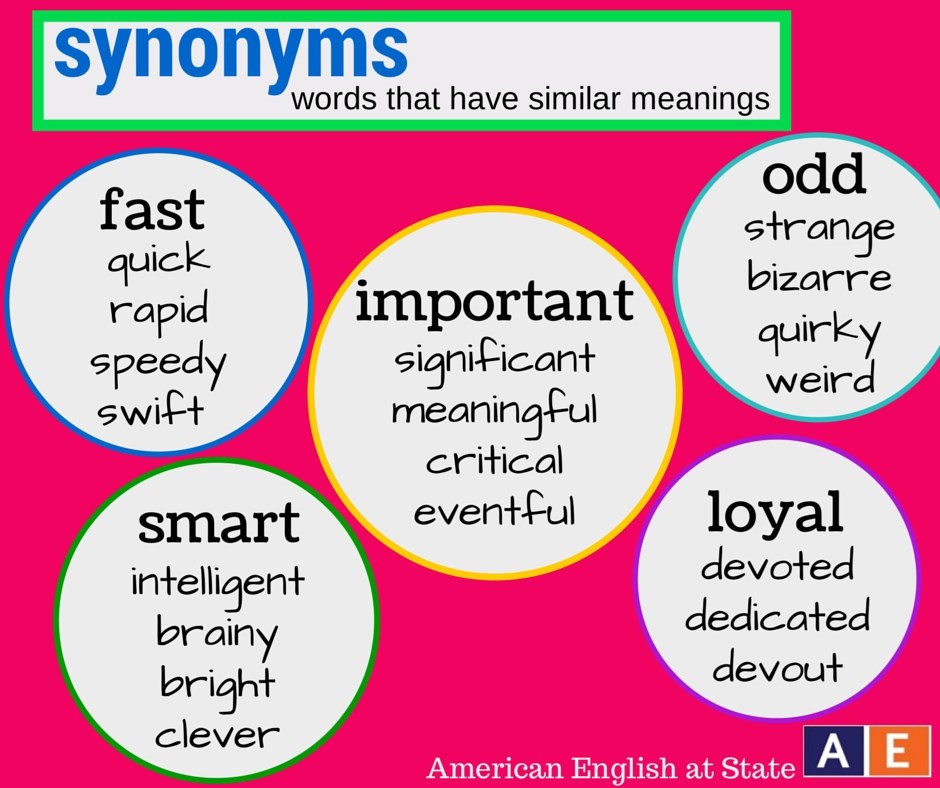 synonyms
words that have similar meanings
fast
quick
rapid
speedy
swift
important
significant
meaningful
critical
eventful
odd
strange
bizarre
quirky
weird
smart
intelligent
brainy
bright
clever
loyal
devoted
dedicated
devout
American English at State
A E